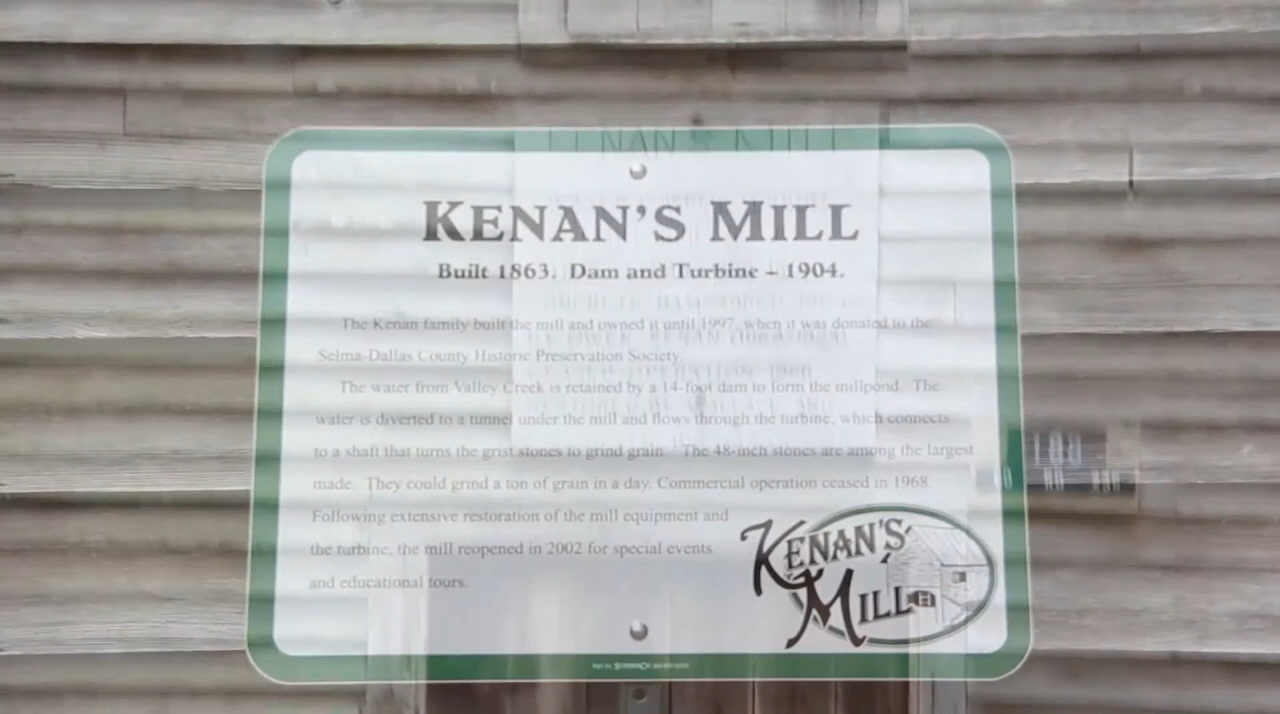 KENAN'S MILL
Built 1863. Dam and Turbine – 1904.
The Kenan family built the mill and owned it until 1997, when it was donated to the
Selma-Dallas County Historic Preservation Society.
The water from Valley Creek is retained by a 14-foot dam to form the millpond. The
water is diverted to a tunnel under the mill and flows through the turbine, which connects
to a shaft that turns the grist stones to grind grain. The 48-inch stones are among the largest
made. They could grind a ton of grain in a day. Commercial operation ceased in 1968.
Following extensive restoration of the mill equipment and
the turbine, the mill reopened in 2002 for special events
and educational tours.
KENAN'S
MILL